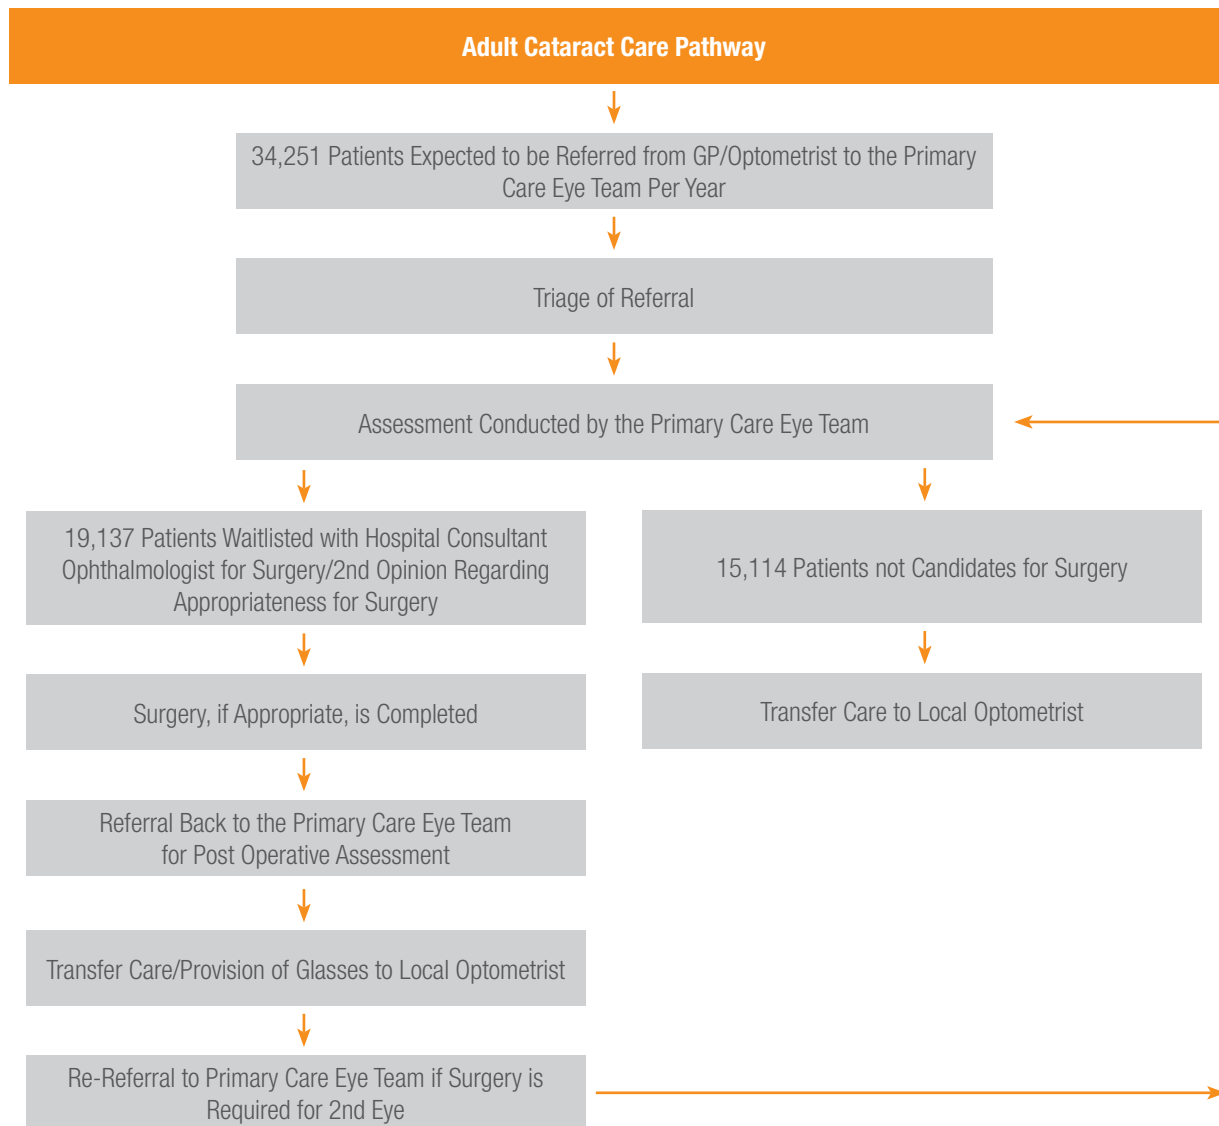 Adult Cataract Care Pathway
34,251 Patients Expected to be Referred from GP/Optometrist to the Primary
Care Eye Team Per Year
Triage of Referral
Assessment Conducted by the Primary Care Eye Team
19,137 Patients Waitlisted with Hospital Consultant
Ophthalmologist for Surgery/2nd Opinion Regarding
Appropriateness for Surgery
15,114 Patients not Candidates for Surgery
Surgery, if Appropriate, is Completed
Transfer Care to Local Optometrist
Referral Back to the Primary Care Eye Team
for Post Operative Assessment
Transfer Care/Provision of Glasses to Local Optometrist
Re-Referral to Primary Care Eye Team if Surgery is
Required for 2nd Eye